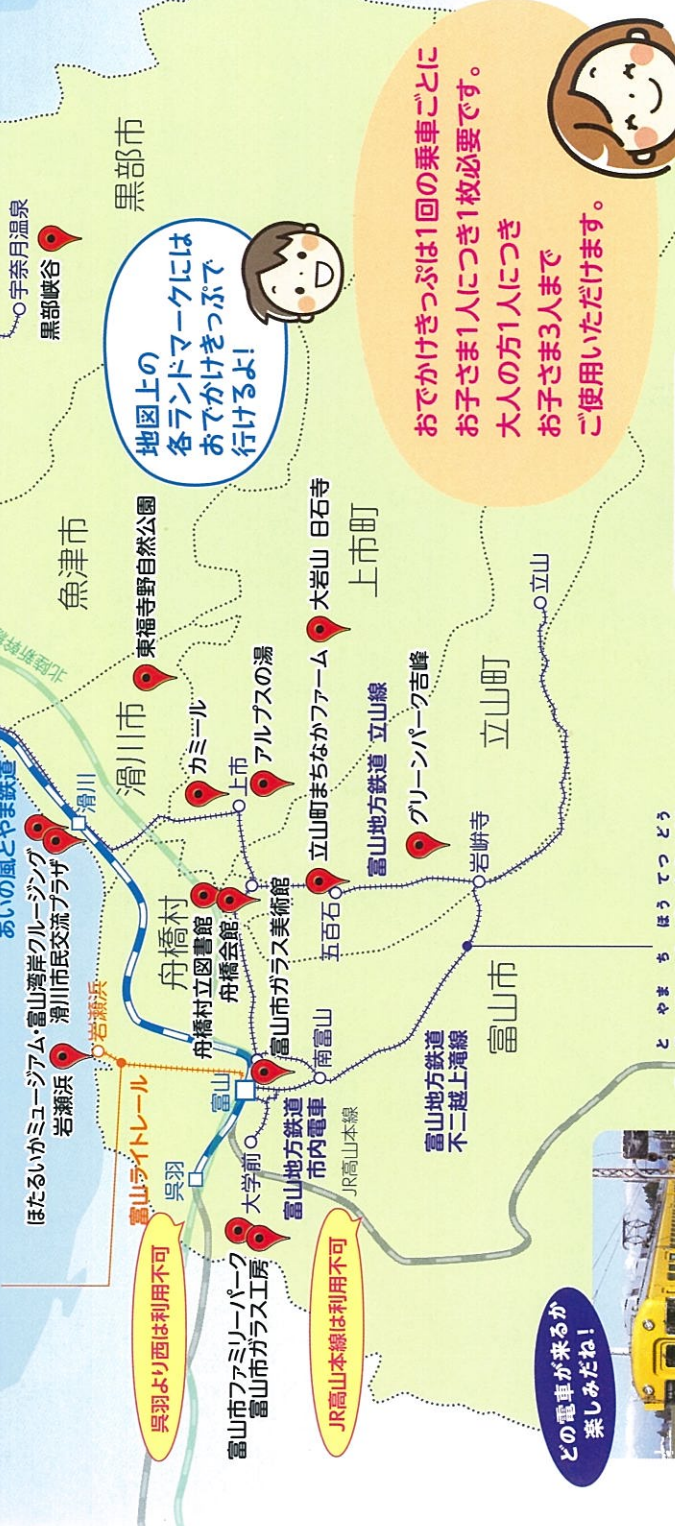 おでかけきっぷは1回の乗車ごとに
お子さま1人につき1枚必要です。
大人の方1人につき
お子さま3人まで
ご使用いただけます。
地図上の
各ランドマークには
おでかけきっぷで
行けるよ!
黒部市
宇奈月温泉
黒部峡谷
魚津市
東福寺野自然公園
北陸新幹
滑川市
カミール
上市
アルプスの湯
大岩山 日石寺
上市町
立山町まちなかファーム
富山地方鉄道 立山線
グリーンパーク吉峰
立山町
立山
岩峅寺
五百石
あいの風とやま鉄道
滑川
ほたるいかミュージアム・富山湾岸クルージング
滑川市民交流プラザ
岩瀬浜
岩瀬浜
舟橋村
舟橋村立図書館
舟橋会館
富山市ガラス美術館
富山ライトレール
富山
南富山
呉羽
大学前
富山地方鉄道
市内電車
JR高山本線
富山地方鉄道
不二越上滝線
富山市
富山市ファミリーパーク
富山市ガラス工房
呉羽より西は利用不可
JR高山本線は利用不可
どの電車が来るか
楽しみだね!
とやまちほうてつどう